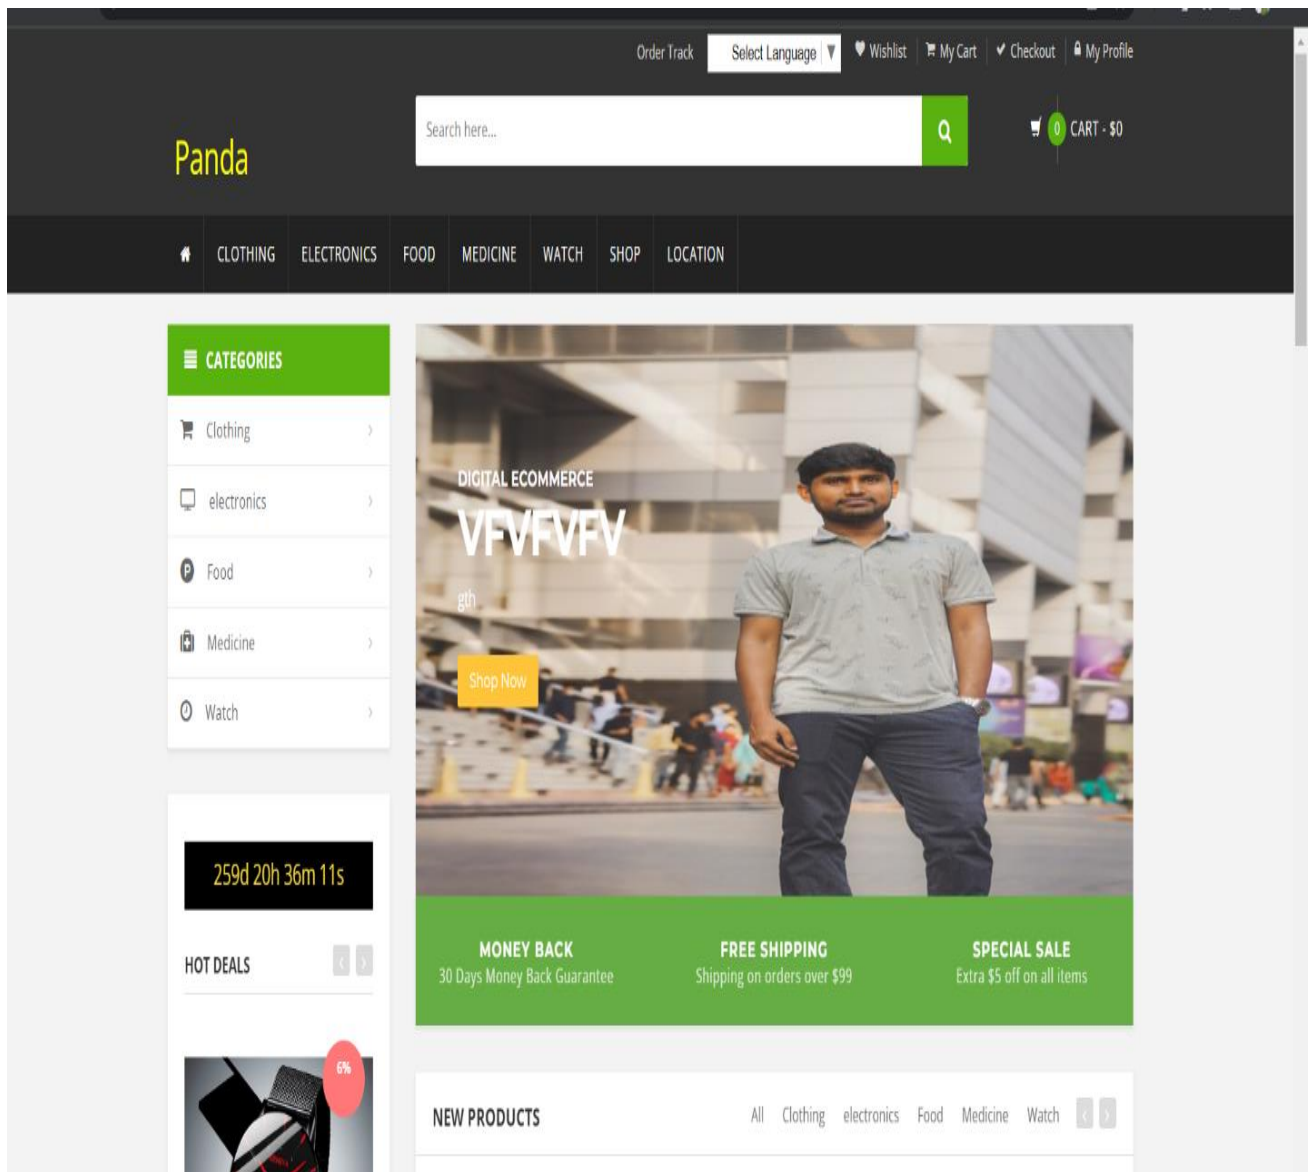 Order Track Select Language ▼ Wishlist My Cart Checkout My Profile
Search here...
0 CART - $0
Panda
CLOTHING ELECTRONICS FOOD MEDICINE WATCH SHOP LOCATION
CATEGORIES
Clothing
electronics
Food
Medicine
Watch
DIGITAL ECOMMERCE
VFVFVFV
gth
Shop Now
259d 20h 36m 11s
HOT DEALS
6%
MONEY BACK
30 Days Money Back Guarantee
FREE SHIPPING
Shipping on orders over $99
SPECIAL SALE
Extra $5 off on all items
NEW PRODUCTS All Clothing electronics Food Medicine Watch